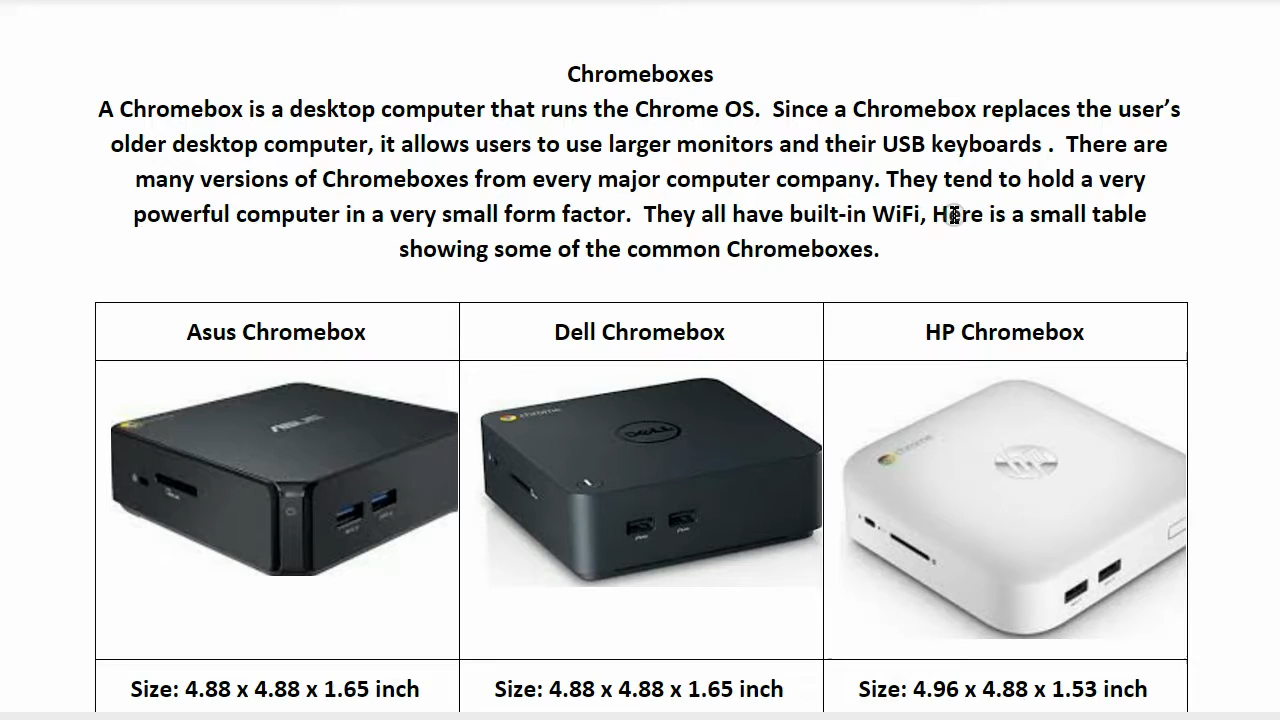 Chromeboxes
A Chromebox is a desktop computer that runs the Chrome OS.  Since a Chromebox replaces the user’s
older desktop computer, it allows users to use larger monitors and their USB keyboards .  There are
many versions of Chromeboxes from every major computer company. They tend to hold a very
powerful computer in a very small form factor.  They all have built-in WiFi, Here is a small table
showing some of the common Chromeboxes.
Asus Chromebox
Dell Chromebox
HP Chromebox
ASUS
chrome
DELL
chrome
hp
Size: 4.88 x 4.88 x 1.65 inch
Size: 4.88 x 4.88 x 1.65 inch
Size: 4.96 x 4.88 x 1.53 inch